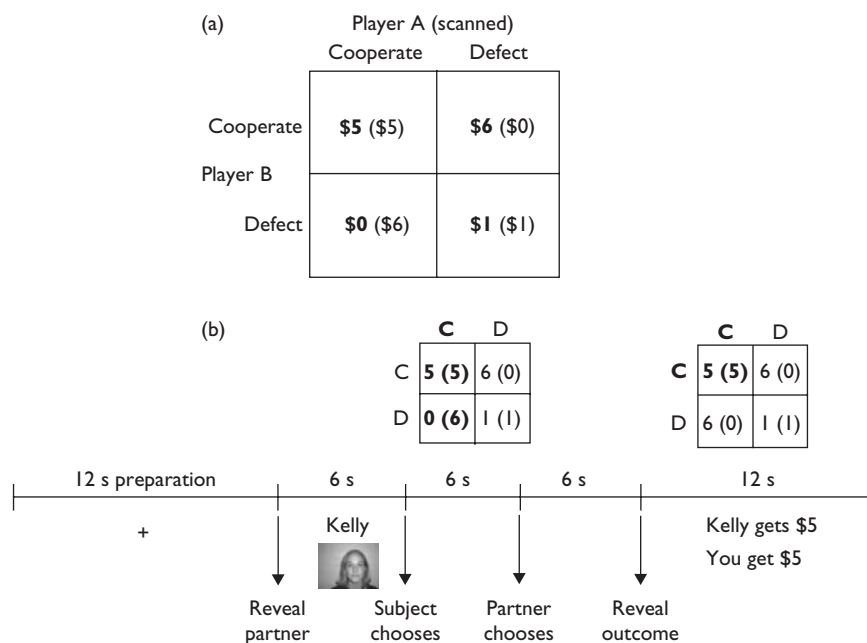 (a) Player A (scanned)
Cooperate Defect
Cooperate $5 ($5) $6 ($0)
Player B
Defect $0 ($6) $1 ($1)
(b) C D C D
C 5 (5) 6 (0) C 5 (5) 6 (0)
D 0 (6) 1 (1) D 6 (0) 1 (1)
12 s preparation 6 s 6 s 6 s 12 s
+ Kelly Kelly gets $5
You get $5
Reveal Subject Partner Reveal
partner chooses chooses outcome